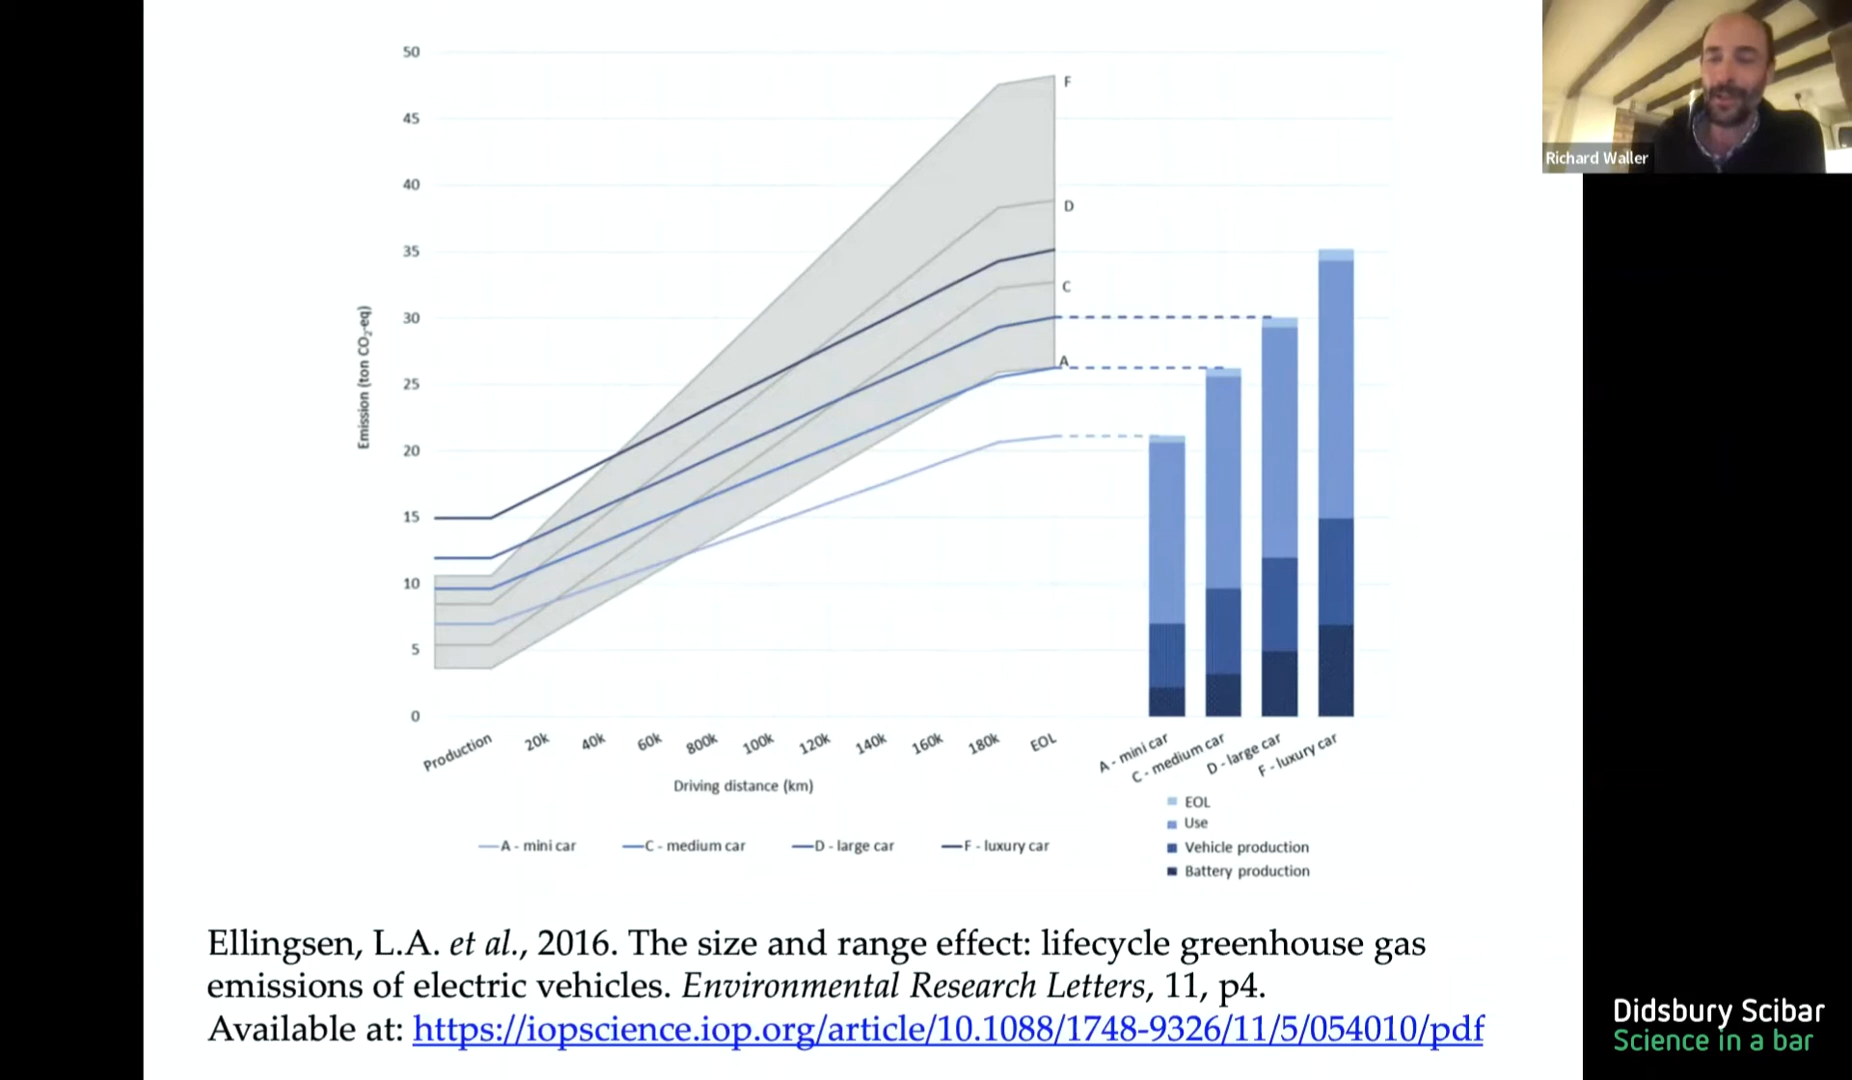 50
45
40
35
30
25
20
15
10
5
0
Emission (ton CO₂-eq)
F
D
C
A
Production
20k
40k
60k
800k
100k
120k
140k
160k
180k
EOL
Driving distance (km)
A - mini car
C - medium car
D - large car
F - luxury car
A - mini car
C - medium car
D - large car
F - luxury car
EOL
Use
Vehicle production
Battery production
Ellingsen, L.A. et al., 2016. The size and range effect: lifecycle greenhouse gas
emissions of electric vehicles. Environmental Research Letters, 11, p4.
Available at: https://iopscience.iop.org/article/10.1088/1748-9326/11/5/054010/pdf
Richard Waller
Didsbury Scibar
Science in a bar